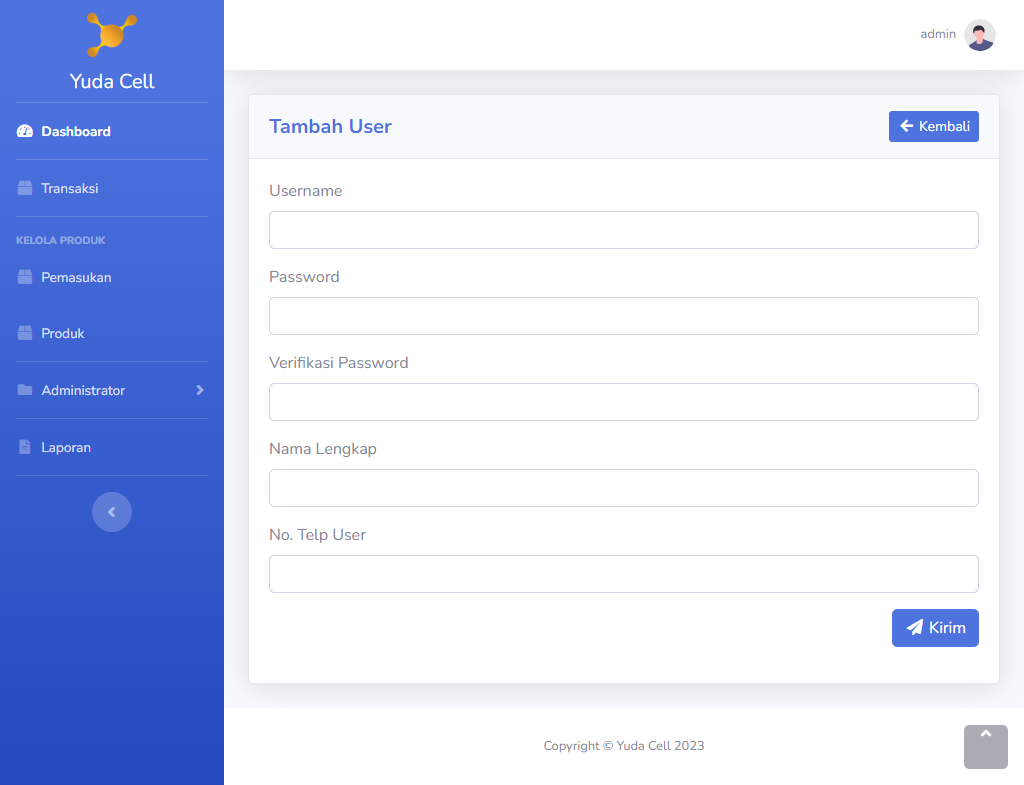 Yuda Cell
Dashboard
Transaksi
KELOLA PRODUK
Pemasukan
Produk
Administrator
Laporan
admin
Tambah User
Kembali
Username
Password
Verifikasi Password
Nama Lengkap
No. Telp User
Kirim
Copyright © Yuda Cell 2023